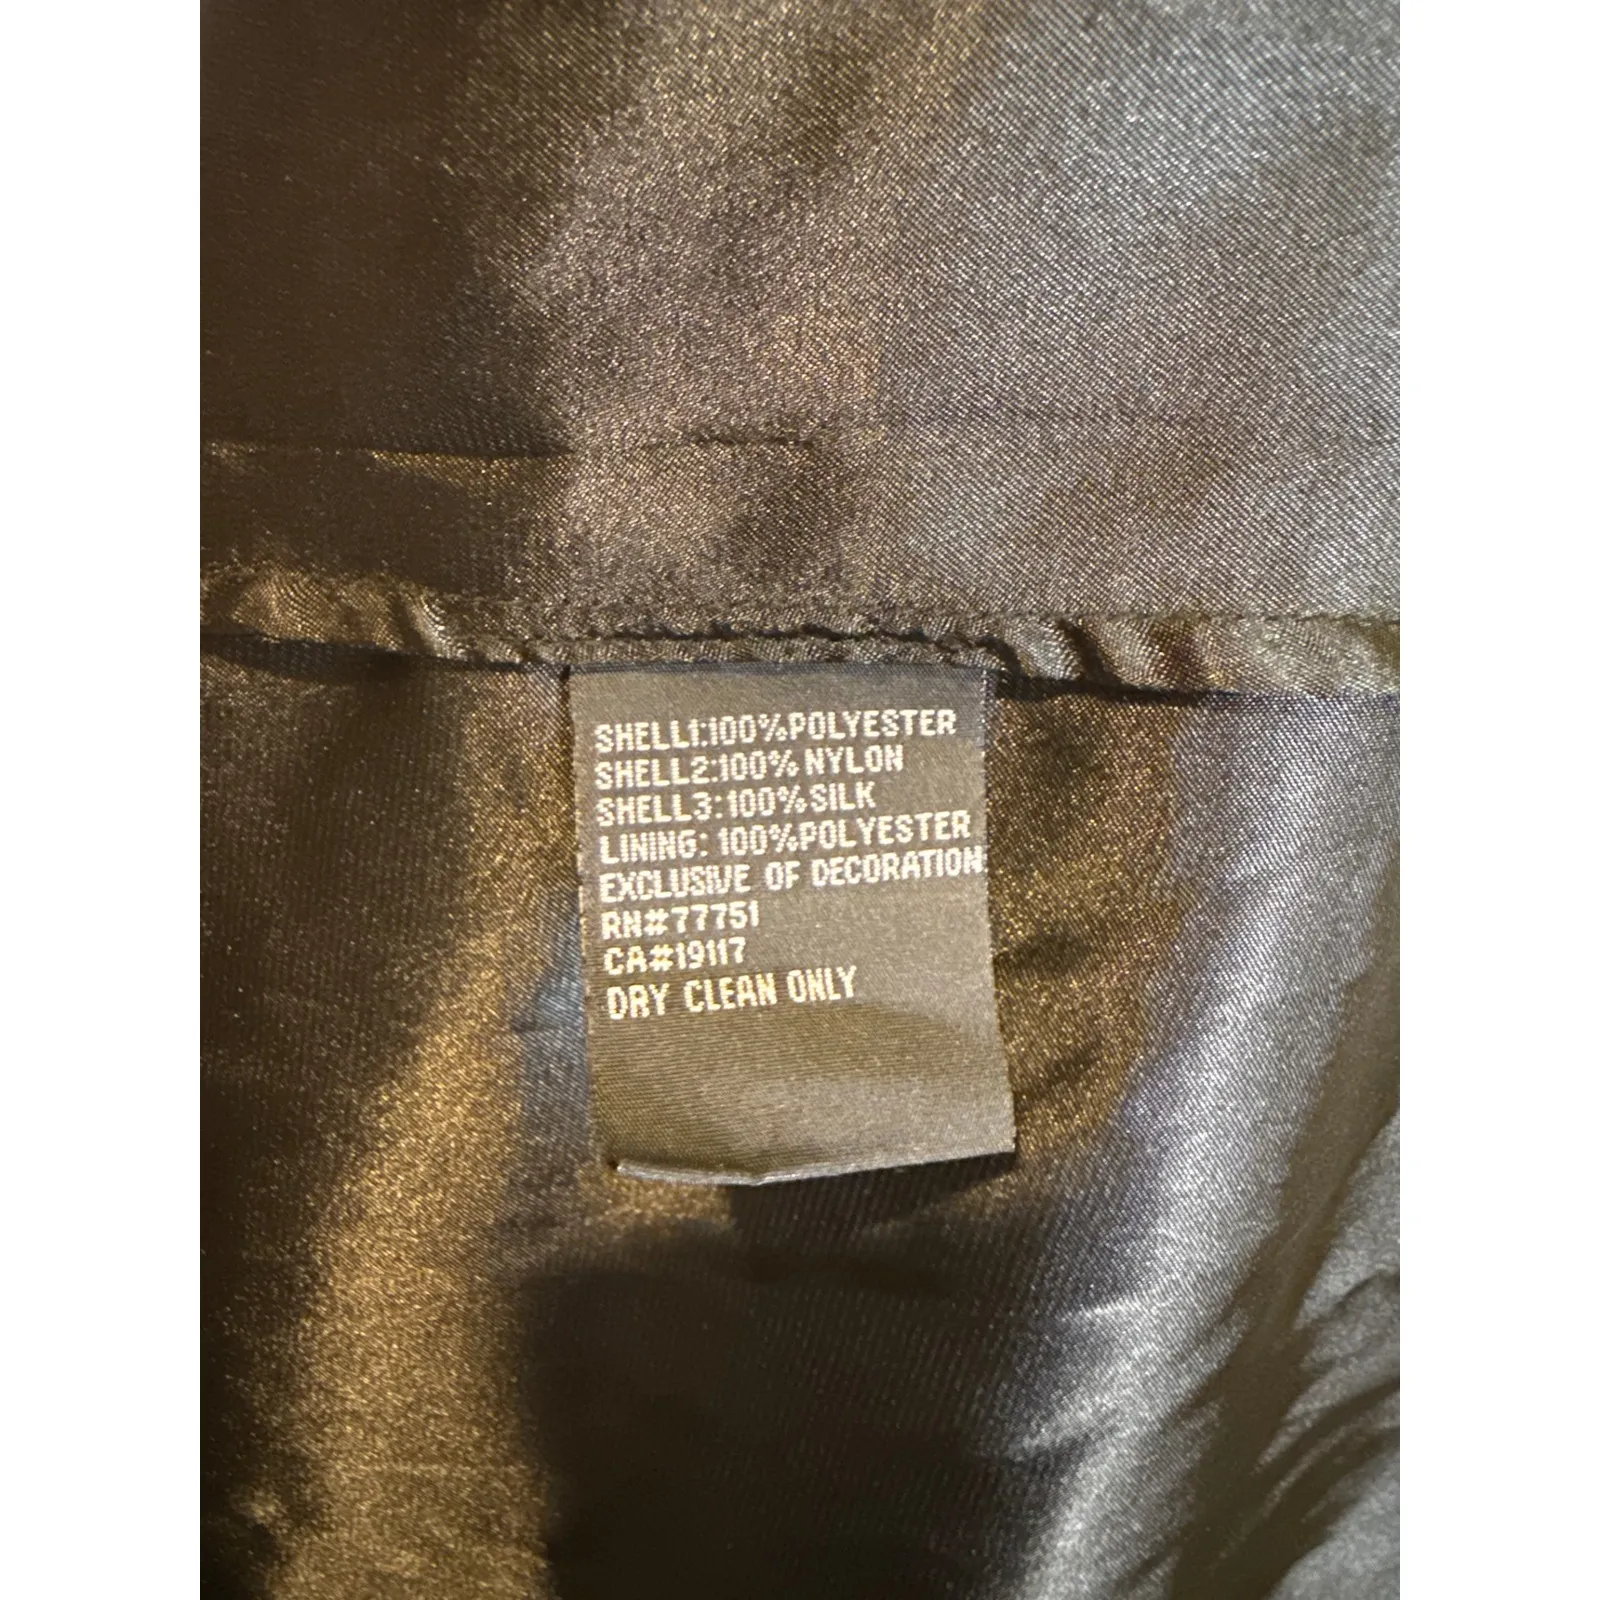 SHELL1:100%POLYESTER
SHELL2:100% NYLON
SHELL3:100%SILK
LINING: 100%POLYESTER
EXCLUSIVE OF DECORATION
RN#77751
CA#19117
DRY CLEAN ONLY